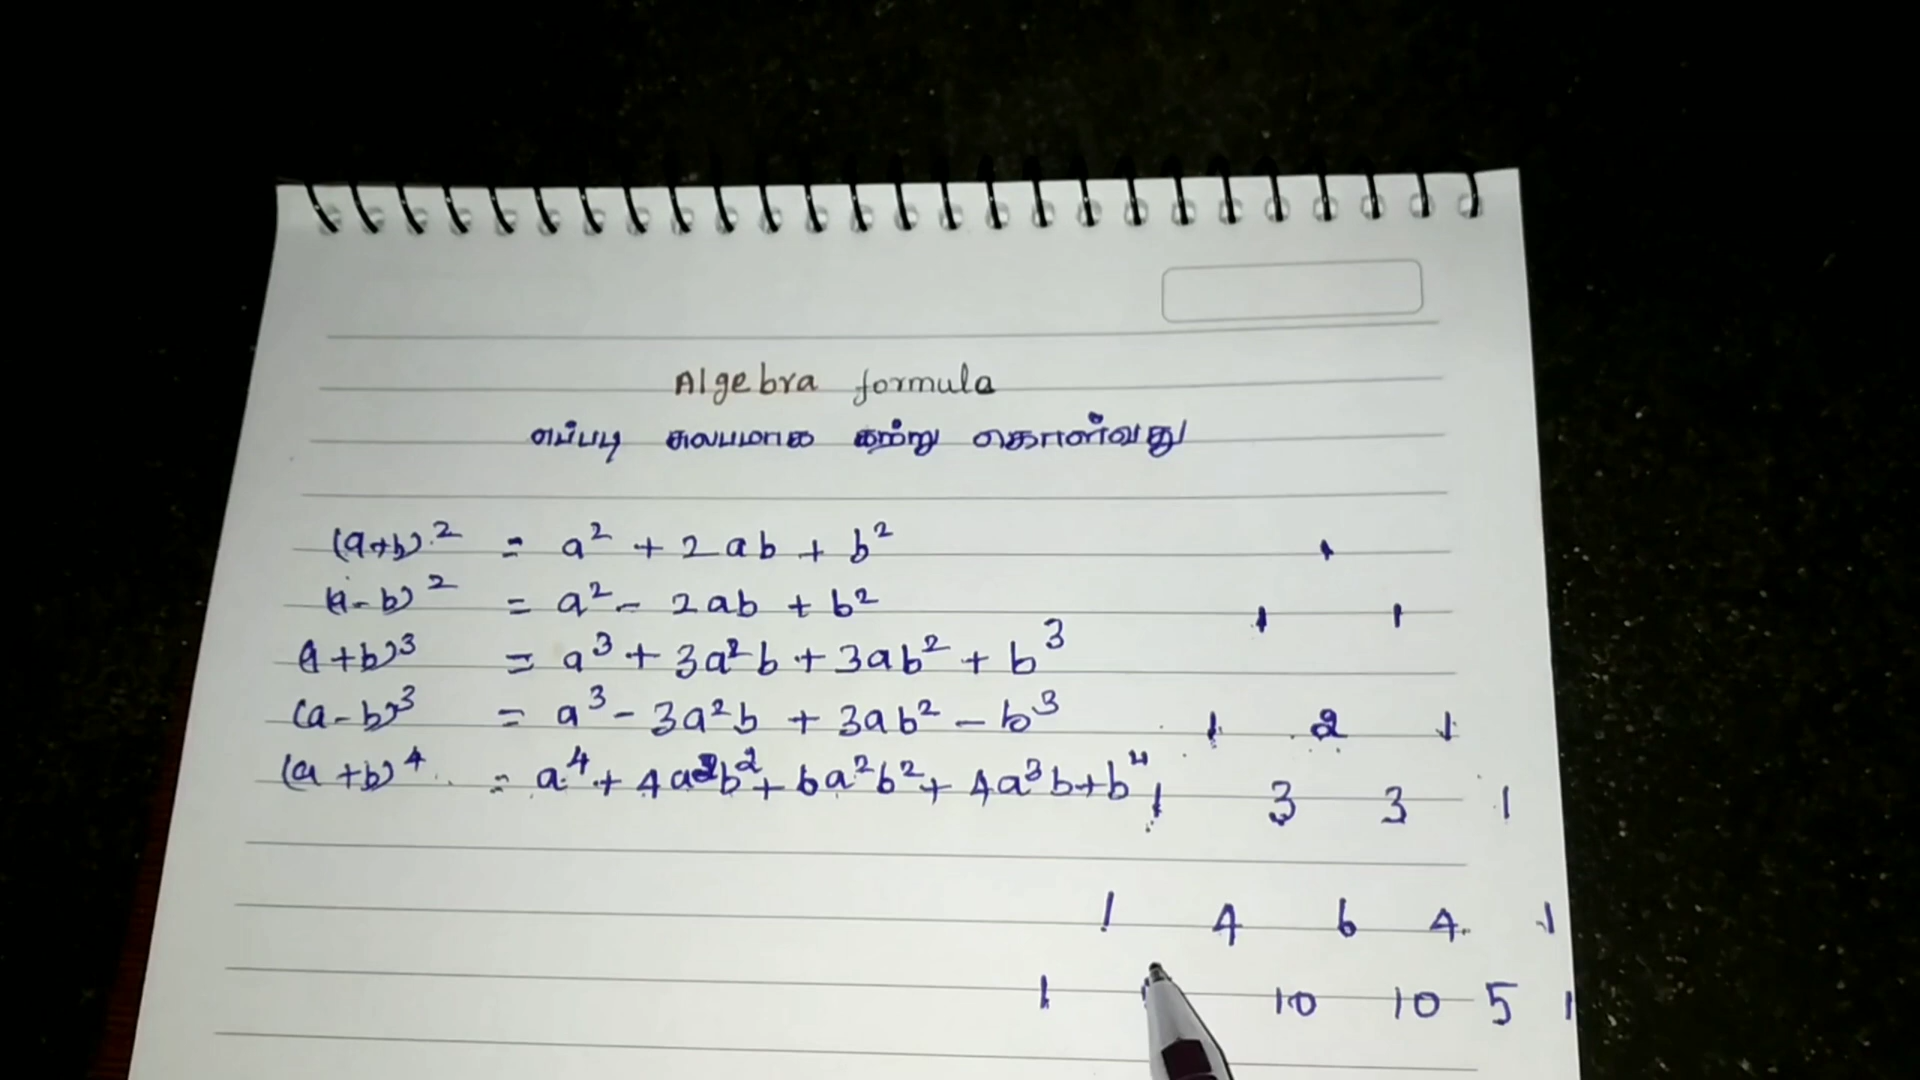 Algebra formula
எப்படி சுலபமாக கற்று கொள்வது
(a+b)² = a² + 2ab + b²
(a-b)² = a² - 2ab + b²
(a+b)³ = a³ + 3a²b + 3ab² + b³
(a-b)³ = a³ - 3a²b + 3ab² - b³
(a+b)⁴ = a⁴ + 4a²b² + 6a²b² + 4a³b + b⁴
1
1 1
1 2 1
1 3 3 1
1 4 6 4 1
1 10 10 5 1